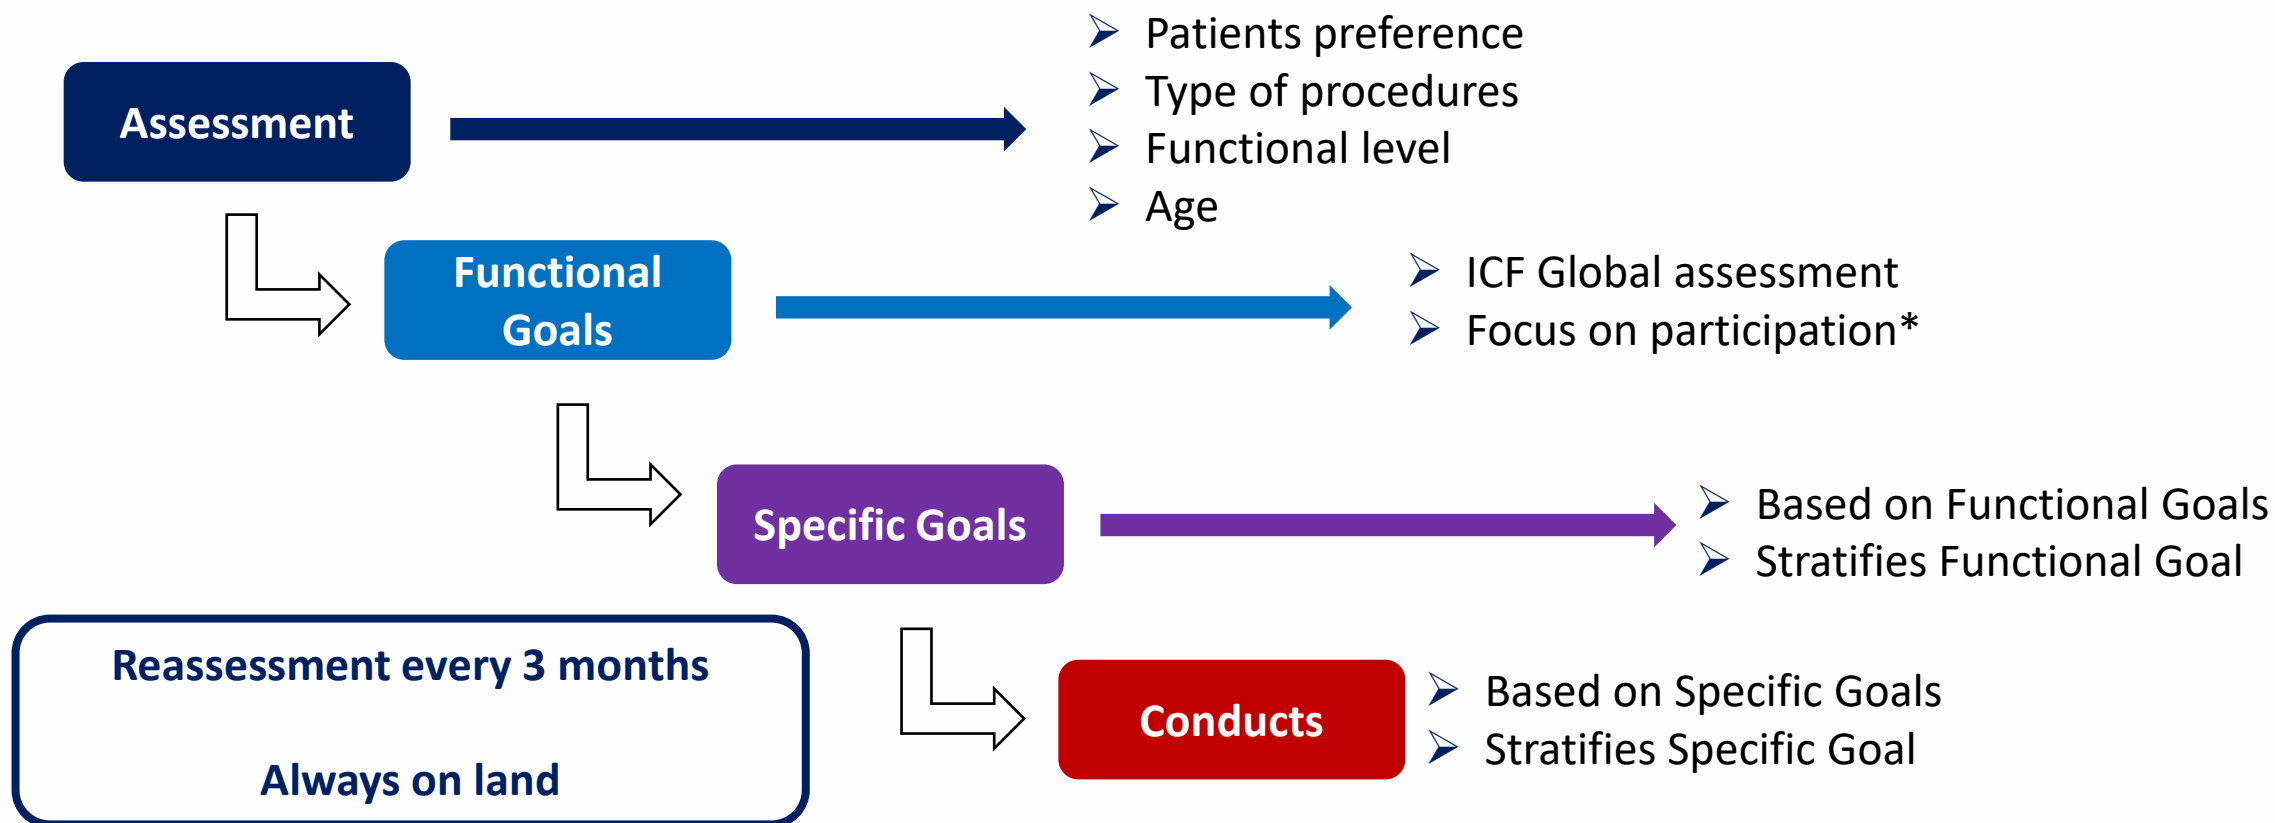 Assessment
Patients preference
Type of procedures
Functional level
Age
Functional
Goals
ICF Global assessment
Focus on participation*
Specific Goals
Based on Functional Goals
Stratifies Functional Goal
Reassessment every 3 months
Always on land
Conducts
Based on Specific Goals
Stratifies Specific Goal